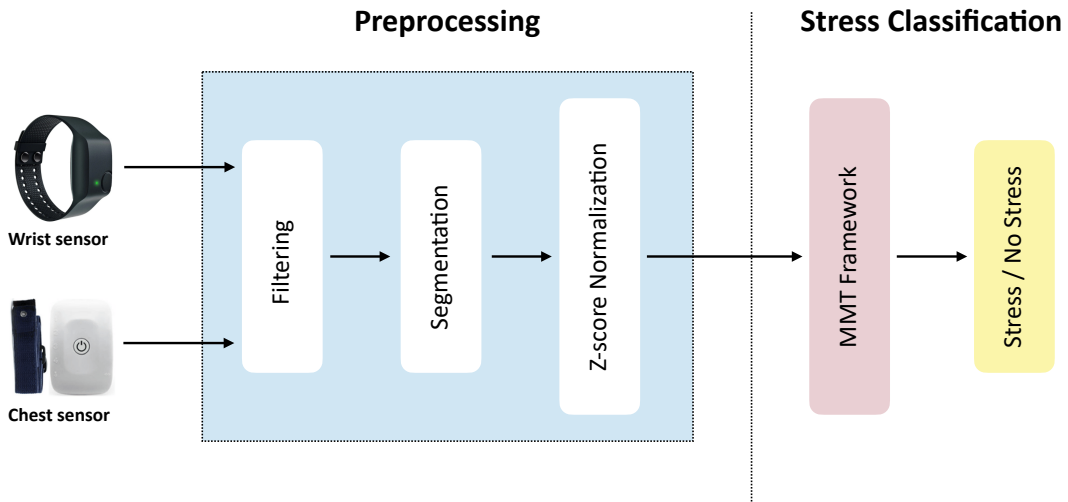 Preprocessing
Stress Classification
Wrist sensor
Chest sensor
Filtering
Segmentation
Z-score Normalization
MMT Framework
Stress / No Stress